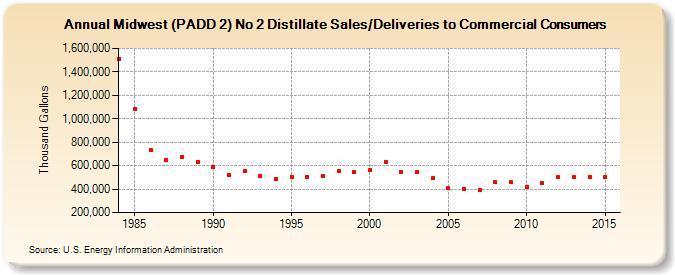 Annual Midwest (PADD 2) No 2 Distillate Sales/Deliveries to Commercial Consumers
Thousand Gallons
1,600,000
1,400,000
1,200,000
1,000,000
800,000
600,000
400,000
200,000
1985 1990 1995 2000 2005 2010 2015
Source: U.S. Energy Information Administration